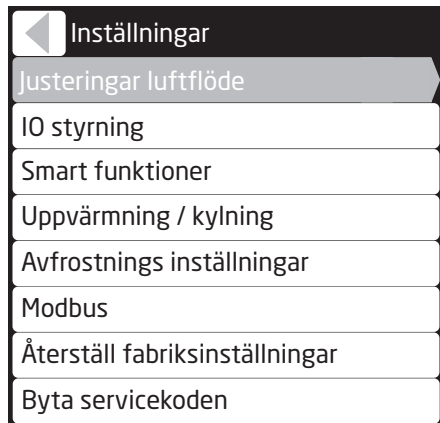 Inställningar
Justeringar luftflöde
IO styrning
Smart funktioner
Uppvärmning / kylning
Avfrostnings inställningar
Modbus
Återställ fabriksinställningar
Byta servicekoden